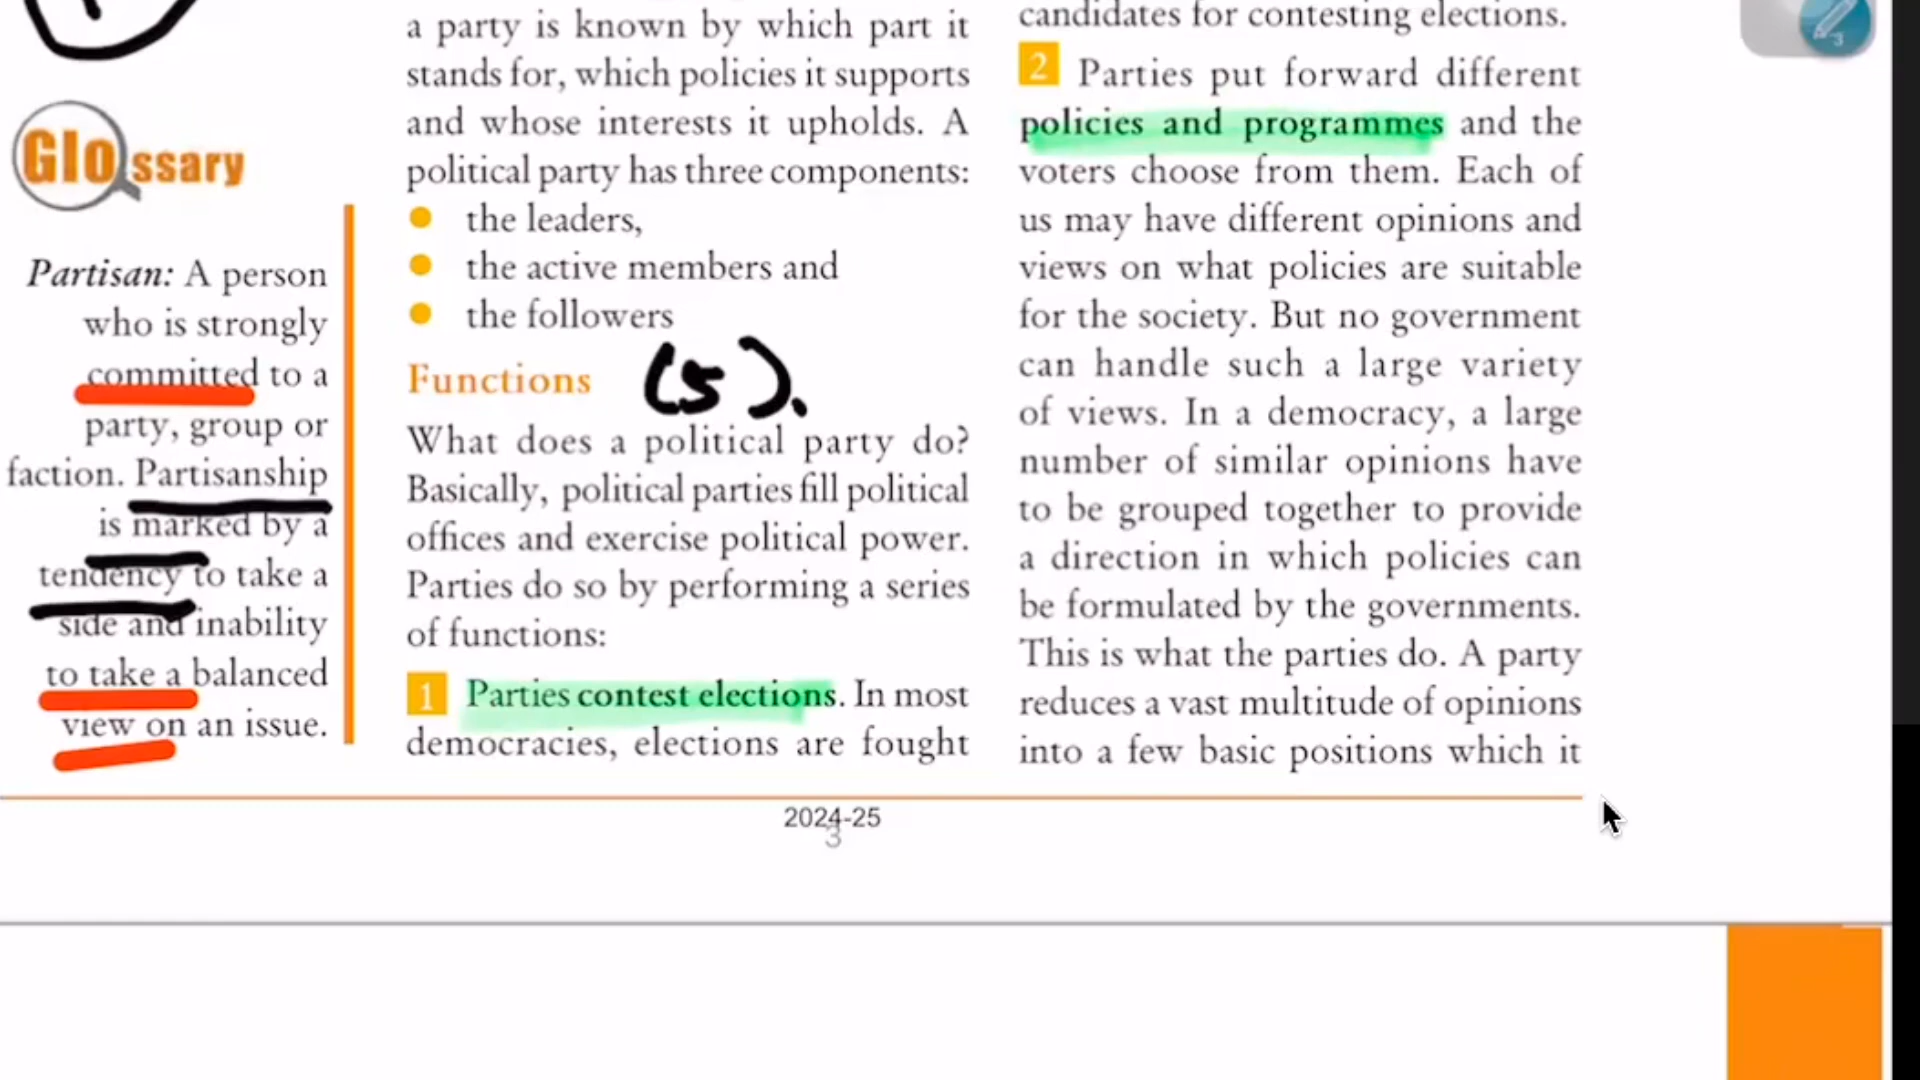 Glossary
Partisan: A person
who is strongly
committed to a
party, group or
faction. Partisanship
is marked by a
tendency to take a
side and inability
to take a balanced
view on an issue.
a party is known by which part it
stands for, which policies it supports
and whose interests it upholds. A
political party has three components:
the leaders,
the active members and
the followers
Functions (5).
What does a political party do?
Basically, political parties fill political
offices and exercise political power.
Parties do so by performing a series
of functions:
1 Parties contest elections. In most
democracies, elections are fought
candidates for contesting elections.
2 Parties put forward different
policies and programmes and the
voters choose from them. Each of
us may have different opinions and
views on what policies are suitable
for the society. But no government
can handle such a large variety
of views. In a democracy, a large
number of similar opinions have
to be grouped together to provide
a direction in which policies can
be formulated by the governments.
This is what the parties do. A party
reduces a vast multitude of opinions
into a few basic positions which it
2024-25
3
3